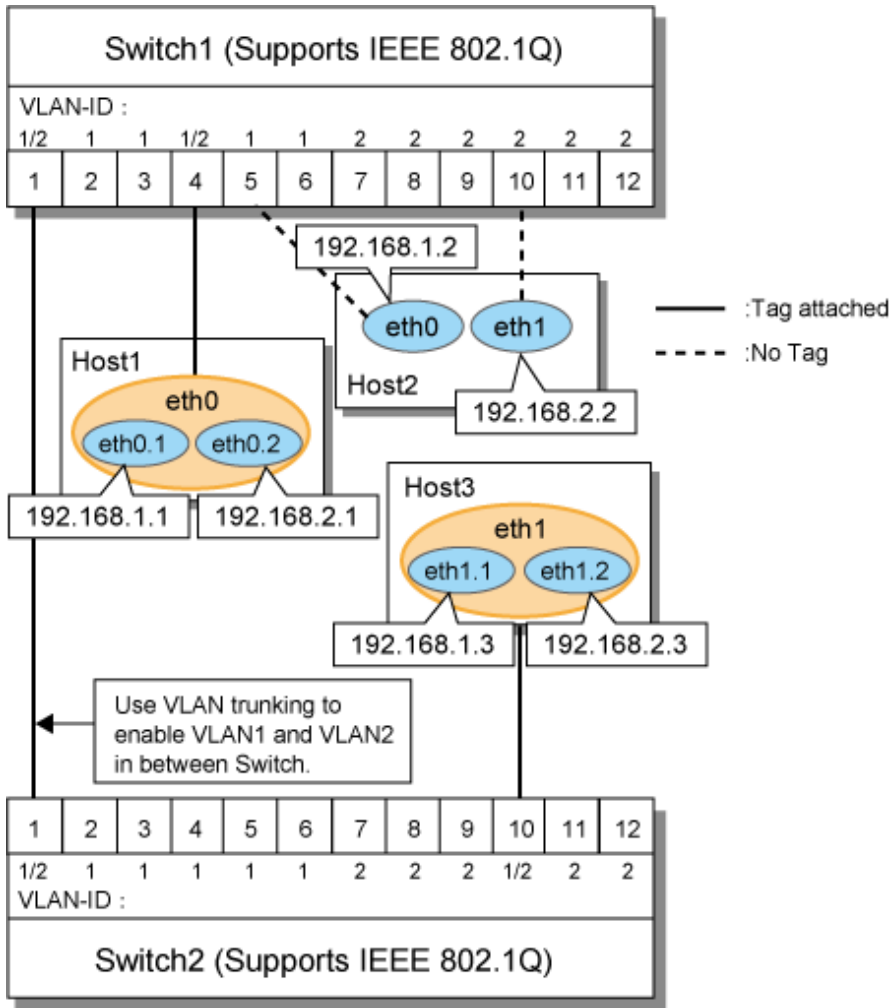 Switch1 (Supports IEEE 802.1Q)
VLAN-ID :
1/2 1 1 1/2 1 1 2 2 2 2 2 2
1 2 3 4 5 6 7 8 9 10 11 12
192.168.1.2
eth0 eth1
Host2
192.168.2.2
:Tag attached
:No Tag
Host1
eth0
eth0.1 eth0.2
192.168.1.1 192.168.2.1
Host3
eth1
eth1.1 eth1.2
192.168.1.3 192.168.2.3
Use VLAN trunking to
enable VLAN1 and VLAN2
in between Switch.
1 2 3 4 5 6 7 8 9 10 11 12
1/2 1 1 1 1 1 2 2 2 1/2 2 2
VLAN-ID :
Switch2 (Supports IEEE 802.1Q)